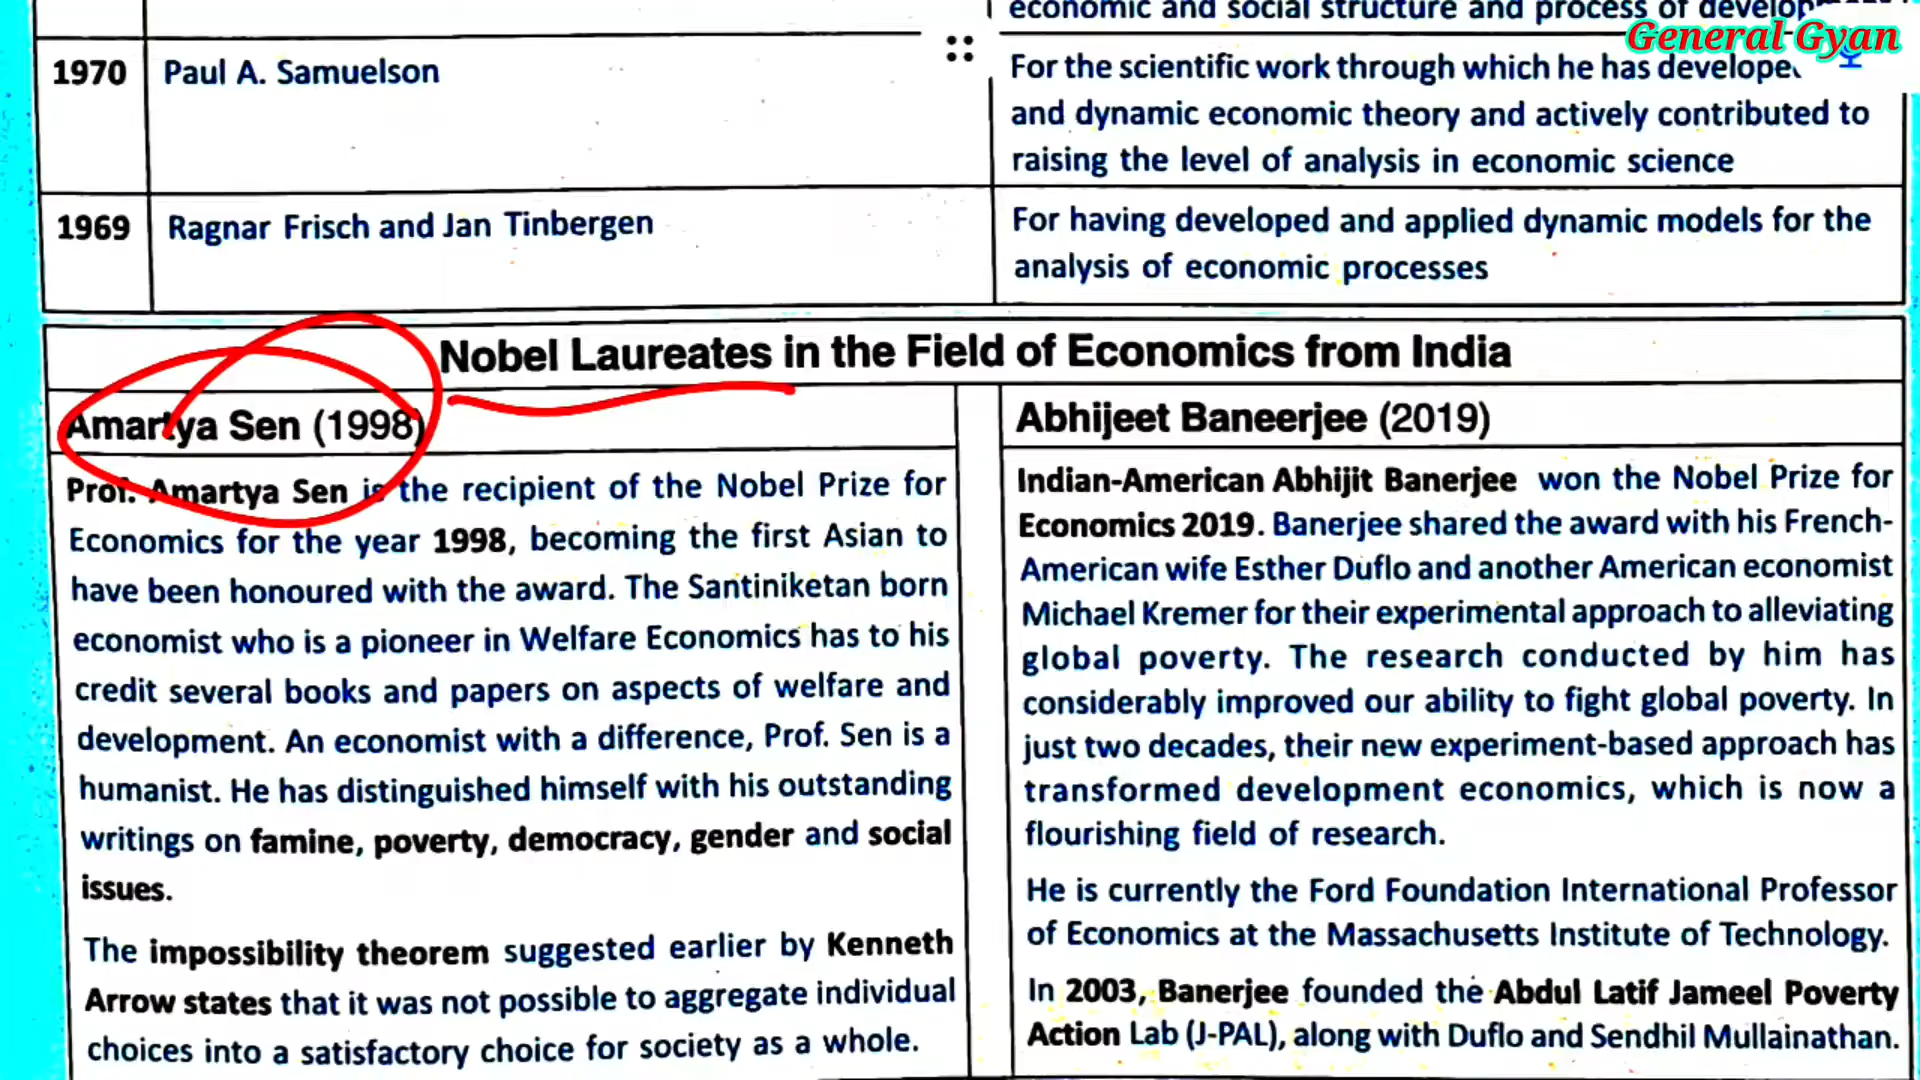 economic and social structure and process of
General Gyan
1970 Paul A. Samuelson
For the scientific work through which he has
and dynamic economic theory and actively contributed to
raising the level of analysis in economic science
1969 Ragnar Frisch and Jan Tinbergen
For having developed and applied dynamic models for the
analysis of economic processes
Nobel Laureates in the Field of Economics from India
Amartya Sen (1998)
Prof. Amartya Sen is the recipient of the Nobel Prize for
Economics for the year 1998, becoming the first Asian to
have been honoured with the award. The Santiniketan born
economist who is a pioneer in Welfare Economics has to his
credit several books and papers on aspects of welfare and
development. An economist with a difference, Prof. Sen is a
humanist. He has distinguished himself with his outstanding
writings on famine, poverty, democracy, gender and social
issues.
The impossibility theorem suggested earlier by Kenneth
Arrow states that it was not possible to aggregate individual
choices into a satisfactory choice for society as a whole.
Abhijeet Baneerjee (2019)
Indian-American Abhijit Banerjee won the Nobel Prize for
Economics 2019. Banerjee shared the award with his French-
American wife Esther Duflo and another American economist
Michael Kremer for their experimental approach to alleviating
global poverty. The research conducted by him has
considerably improved our ability to fight global poverty. In
just two decades, their new experiment-based approach has
transformed development economics, which is now a
flourishing field of research.
He is currently the Ford Foundation International Professor
of Economics at the Massachusetts Institute of Technology.
In 2003, Banerjee founded the Abdul Latif Jameel Poverty
Action Lab (J-PAL), along with Duflo and Sendhil Mullainathan.